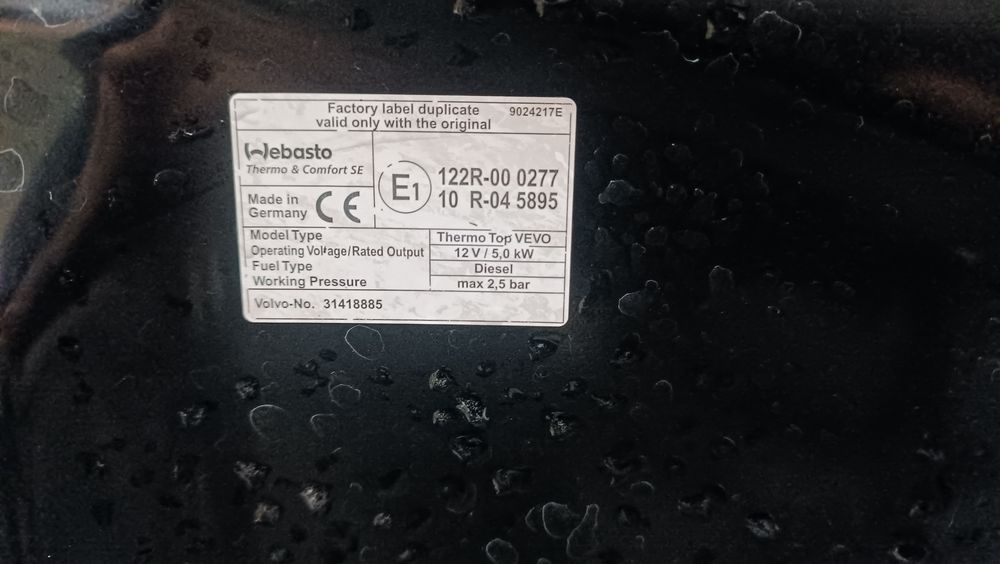 Factory label duplicate
valid only with the original
9024217E
Webasto
Thermo & Comfort SE
Made in
Germany
CE
E1
122R-00 0277
10 R-04 5895
Model Type
Thermo Top VEVO
Operating Voltage/Rated Output
12 V / 5,0 kW
Fuel Type
Diesel
Working Pressure
max 2,5 bar
Volvo-No. 31418885